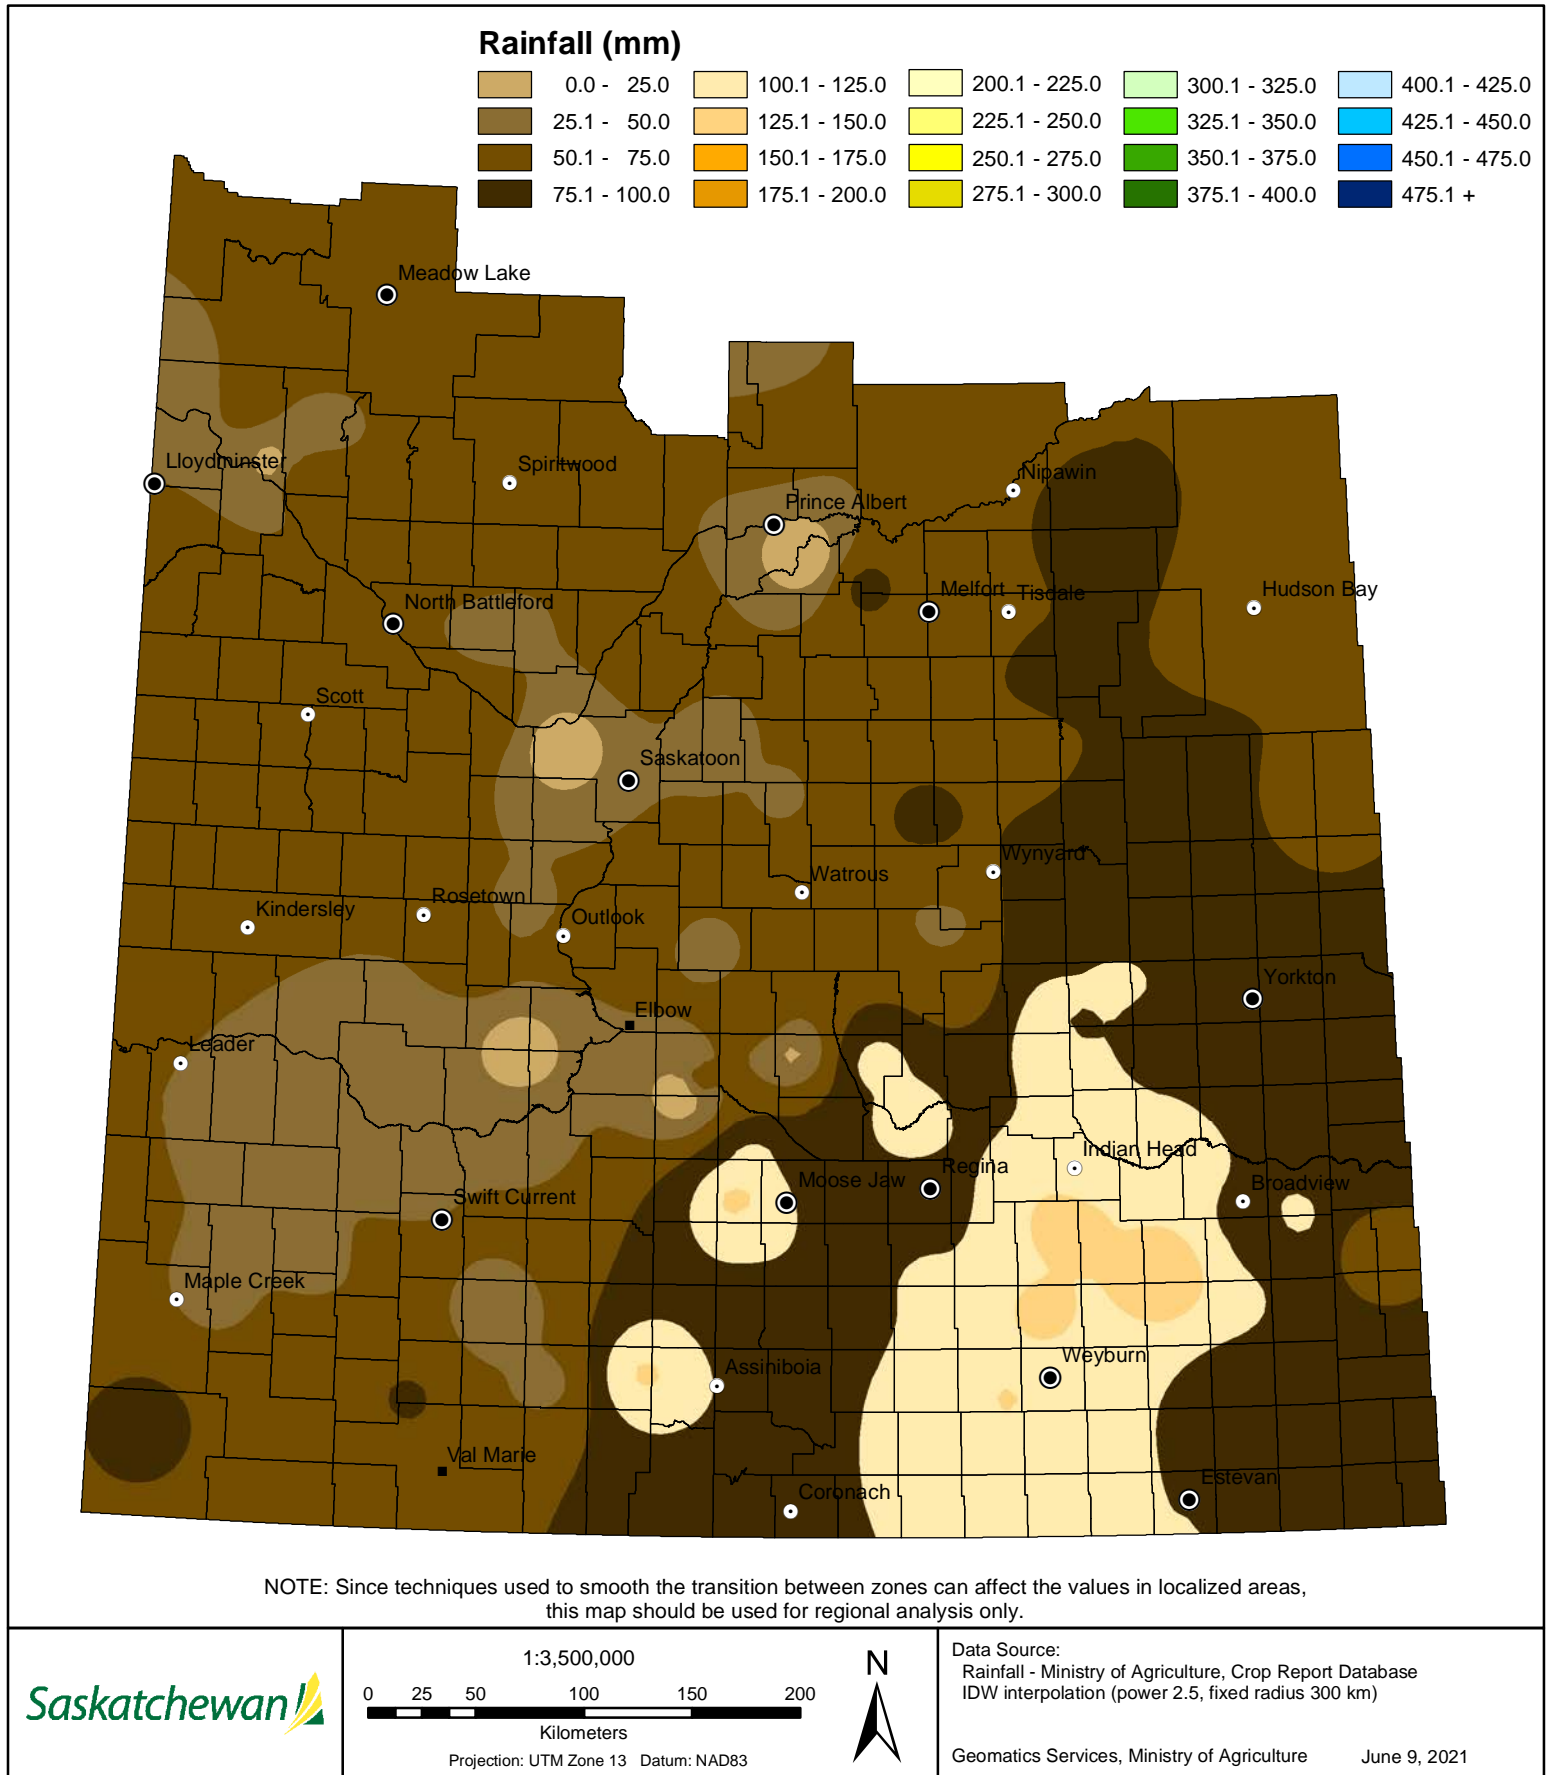 Rainfall (mm)
0.0 - 25.0
25.1 - 50.0
50.1 - 75.0
75.1 - 100.0
100.1 - 125.0
125.1 - 150.0
150.1 - 175.0
175.1 - 200.0
200.1 - 225.0
225.1 - 250.0
250.1 - 275.0
275.1 - 300.0
300.1 - 325.0
325.1 - 350.0
350.1 - 375.0
375.1 - 400.0
400.1 - 425.0
425.1 - 450.0
450.1 - 475.0
475.1 +
Meadow Lake
Lloydminster
Spiritwood
Nipawin
Prince Albert
Melfort
Tisdale
Hudson Bay
North Battleford
Scott
Saskatoon
Wynyard
Watrous
Rosetown
Kindersley
Outlook
Yorkton
Elbow
Leader
Indian Head
Regina
Moose Jaw
Broadview
Swift Current
Maple Creek
Weyburn
Assiniboia
Val Marie
Estevan
Coronach
NOTE: Since techniques used to smooth the transition between zones can affect the values in localized areas,
this map should be used for regional analysis only.
Saskatchewan
1:3,500,000
0 25 50 100 150 200
Kilometers
Projection: UTM Zone 13 Datum: NAD83
N
Data Source:
Rainfall - Ministry of Agriculture, Crop Report Database
IDW interpolation (power 2.5, fixed radius 300 km)
Geomatics Services, Ministry of Agriculture June 9, 2021